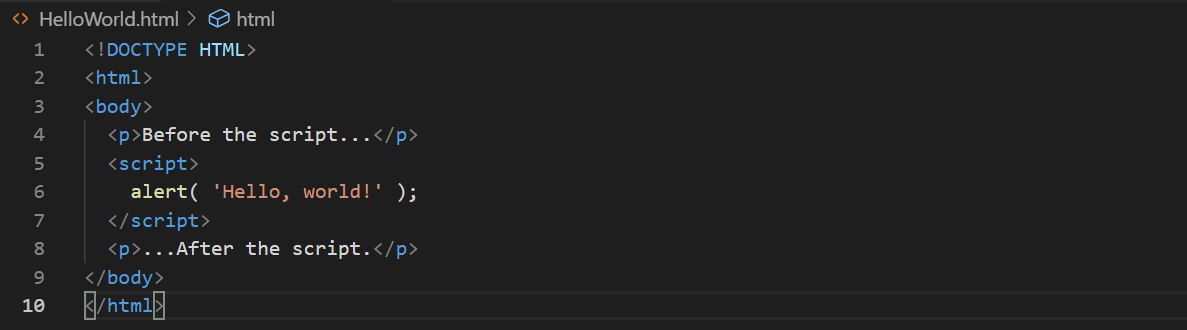 HelloWorld.html > html
1 <!DOCTYPE HTML>
2 <html>
3 <body>
4   <p>Before the script...</p>
5   <script>
6     alert( 'Hello, world!' );
7   </script>
8   <p>...After the script.</p>
9 </body>
10 </html>